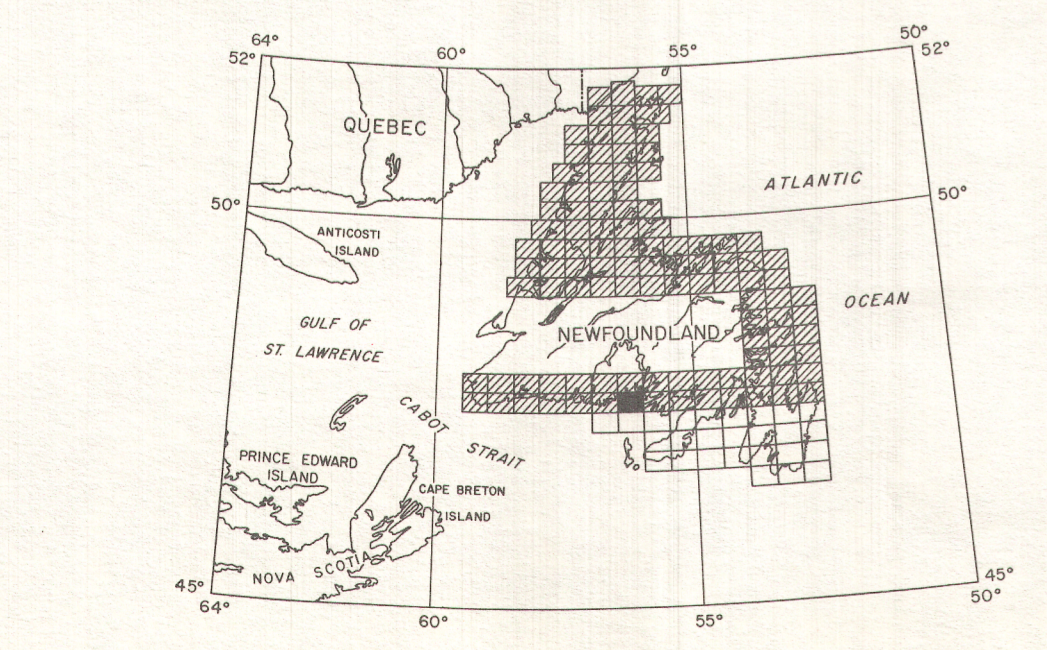 64°
60°
55°
50°
52°
52°
QUEBEC
ATLANTIC
50°
50°
ANTICOSTI
ISLAND
OCEAN
GULF OF
ST. LAWRENCE
NEWFOUNDLAND
CABOT STRAIT
PRINCE EDWARD
ISLAND
CAPE BRETON
ISLAND
NOVA SCOTIA
45°
45°
64°
60°
55°
50°